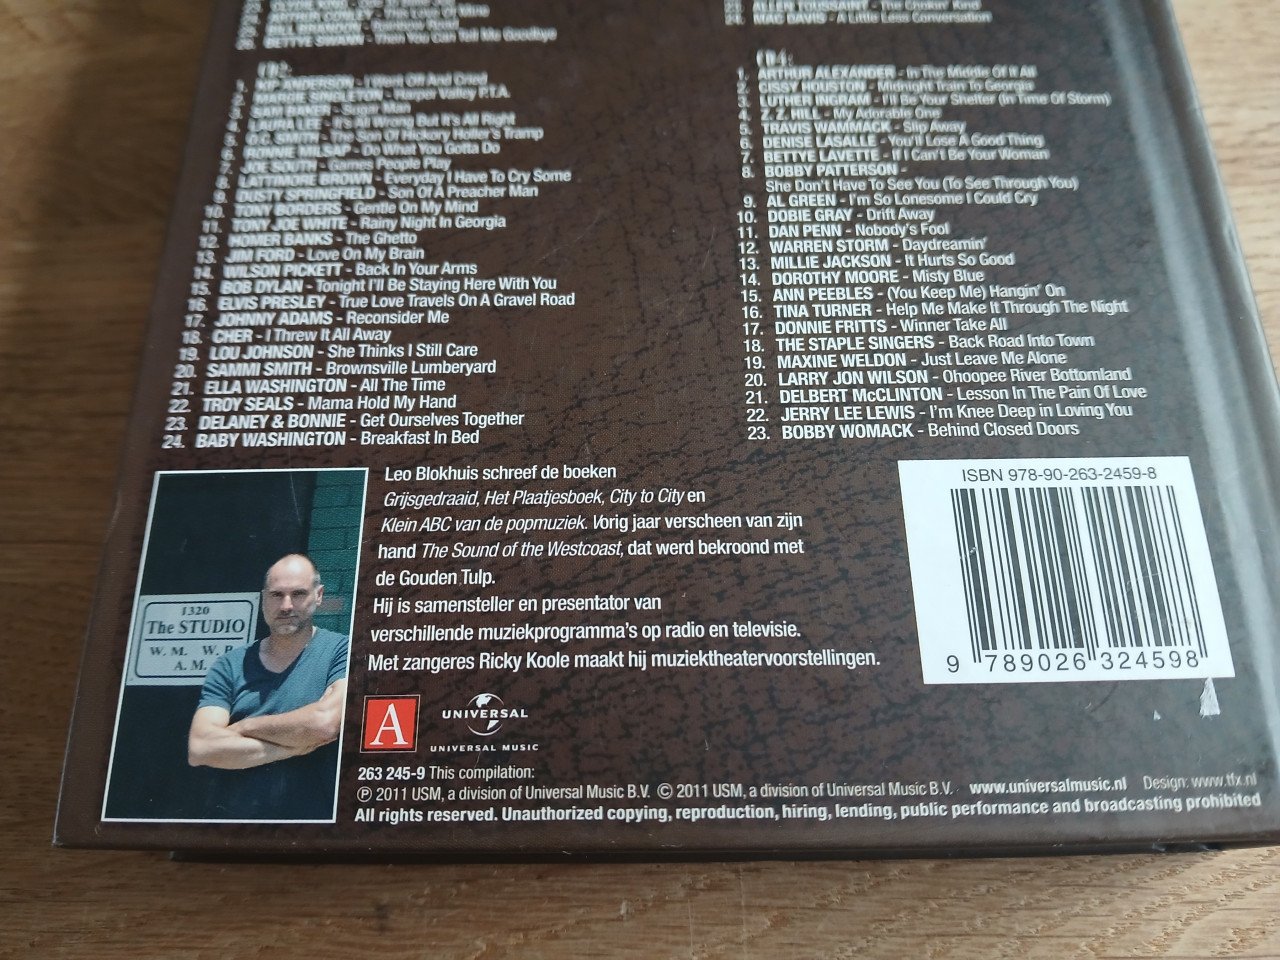 BETTYE SWANN - Then You Can Tell Me Goodbye
23. ALLEN TOUSSAINT - The Cookin' Kind
24. MAC DAVIS - A Little Less Conversation
CD2:
1. KIP ANDERSON - I Went Off And Cried
2. MARGIE SINGLETON - Harper Valley P.T.A.
3. SAM BAKER - Sugar Man
4. LAURA LEE - It's All Wrong But It's All Right
5. O.C. SMITH - The Son Of Hickory Holler's Tramp
6. RONNIE MILSAP - Do What You Gotta Do
7. JOE SOUTH - Games People Play
8. LATTIMORE BROWN - Everyday I Have To Cry Some
9. DUSTY SPRINGFIELD - Son Of A Preacher Man
10. TONY BORDERS - Gentle On My Mind
11. TONY JOE WHITE - Rainy Night In Georgia
12. HOMER BANKS - The Ghetto
13. JIM FORD - Love On My Brain
14. WILSON PICKETT - Back In Your Arms
15. BOB DYLAN - Tonight I'll Be Staying Here With You
16. ELVIS PRESLEY - True Love Travels On A Gravel Road
17. JOHNNY ADAMS - Reconsider Me
18. CHER - I Threw It All Away
19. LOU JOHNSON - She Thinks I Still Care
20. SAMMI SMITH - Brownsville Lumberyard
21. ELLA WASHINGTON - All The Time
22. TROY SEALS - Mama Hold My Hand
23. DELANEY & BONNIE - Get Ourselves Together
24. BABY WASHINGTON - Breakfast In Bed
CD4:
1. ARTHUR ALEXANDER - In The Middle Of It All
2. CISSY HOUSTON - Midnight Train To Georgia
3. LUTHER INGRAM - I'll Be Your Shelter (In Time Of Storm)
4. Z. Z. HILL - My Adorable One
5. TRAVIS WAMMACK - Slip Away
6. DENISE LASALLE - You'll Lose A Good Thing
7. BETTYE LAVETTE - If I Can't Be Your Woman
8. BOBBY PATTERSON -
She Don't Have To See You (To See Through You)
9. AL GREEN - I'm So Lonesome I Could Cry
10. DOBIE GRAY - Drift Away
11. DAN PENN - Nobody's Fool
12. WARREN STORM - Daydreamin'
13. MILLIE JACKSON - It Hurts So Good
14. DOROTHY MOORE - Misty Blue
15. ANN PEEBLES - (You Keep Me) Hangin' On
16. TINA TURNER - Help Me Make It Through The Night
17. DONNIE FRITTS - Winner Take All
18. THE STAPLE SINGERS - Back Road Into Town
19. MAXINE WELDON - Just Leave Me Alone
20. LARRY JON WILSON - Ohoopee River Bottomland
21. DELBERT McCLINTON - Lesson In The Pain Of Love
22. JERRY LEE LEWIS - I'm Knee Deep in Loving You
23. BOBBY WOMACK - Behind Closed Doors
1320
The STUDIO
W. M. W. P.
A. M.
Leo Blokhuis schreef de boeken
Grijsgedraaid, Het Plaatjesboek, City to City en
Klein ABC van de popmuziek. Vorig jaar verscheen van zijn
hand The Sound of the Westcoast, dat werd bekroond met
de Gouden Tulp.
Hij is samensteller en presentator van
verschillende muziekprogramma's op radio en televisie.
Met zangeres Ricky Koole maakt hij muziektheatervoorstellingen.
ISBN 978-90-263-2459-8
9 789026 324598
A
UNIVERSAL
UNIVERSAL MUSIC
263 245-9 This compilation:
℗ 2011 USM, a division of Universal Music B.V. © 2011 USM, a division of Universal Music B.V. www.universalmusic.nl Design: www.tfx.nl
All rights reserved. Unauthorized copying, reproduction, hiring, lending, public performance and broadcasting prohibited